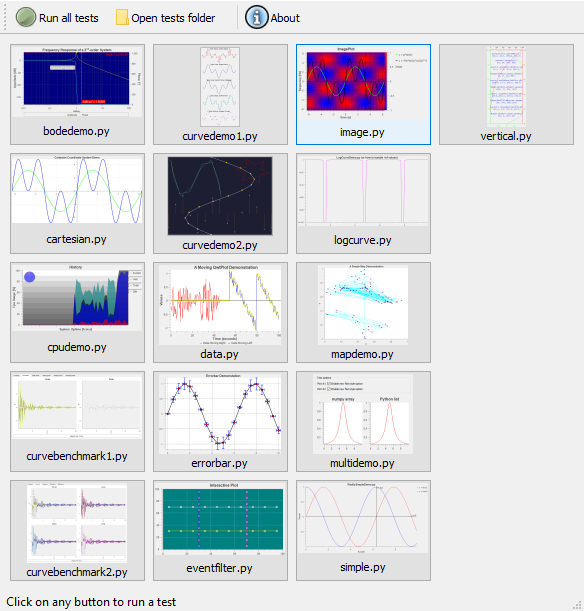 Run all tests
Open tests folder
About
Frequency Response of a 2nd-order System
ImagePlot
bodedemo.py
curvedemo1.py
image.py
vertical.py
cartesian.py
curvedemo2.py
logcurve.py
History
A Moving QwtPlot Demonstration
Time (seconds)
cpudemo.py
data.py
mapdemo.py
Errorbar Demonstration
numpy array
Python list
curvebenchmark1.py
errorbar.py
multidemo.py
Interactive Plot
curvebenchmark2.py
eventfilter.py
simple.py
Click on any button to run a test